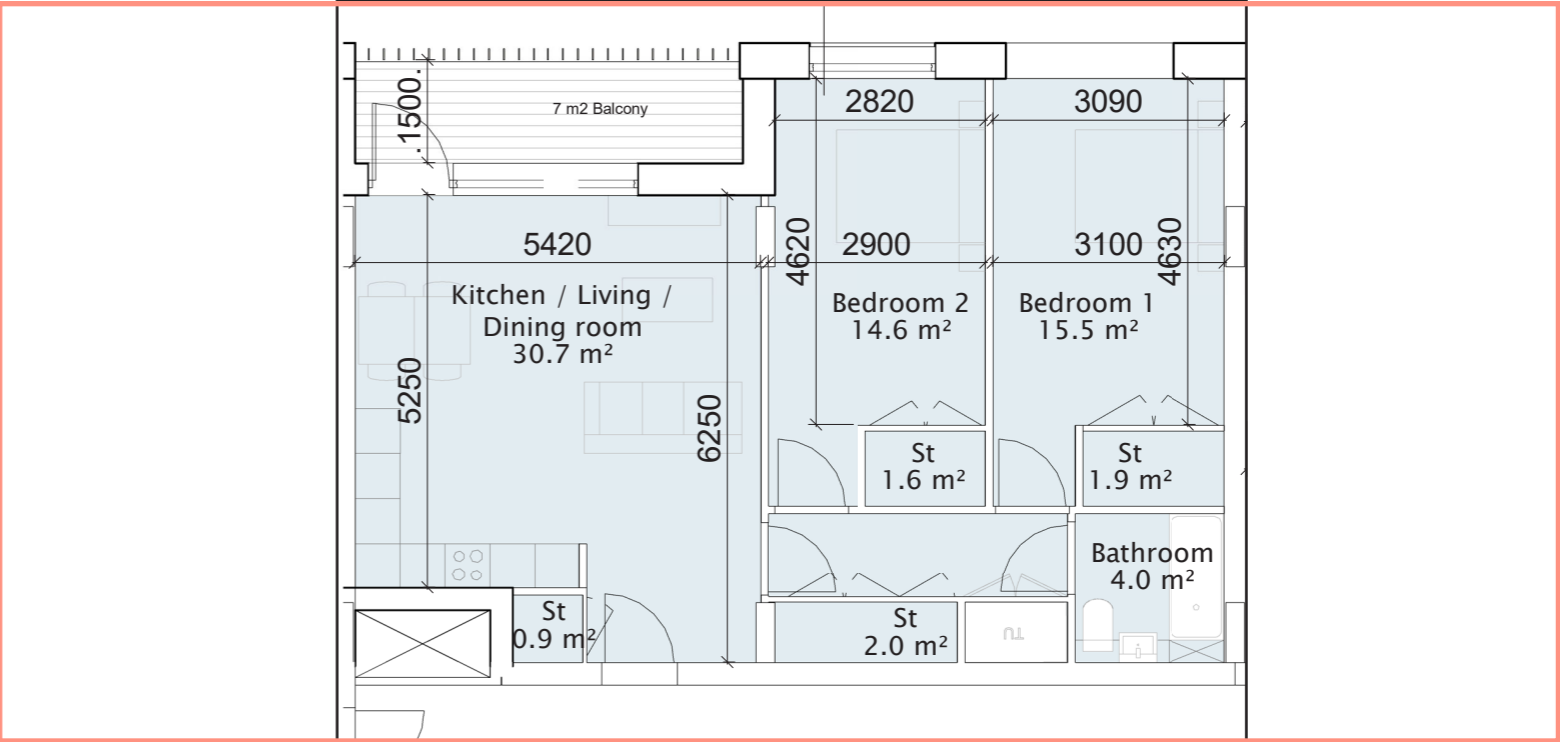 .1500.
7 m2 Balcony
2820
3090
5420
2900
3100
4620
4630
Kitchen / Living /
Dining room
30.7 m²
Bedroom 2
14.6 m²
Bedroom 1
15.5 m²
5250
6250
St
1.6 m²
St
1.9 m²
Bathroom
4.0 m²
St
0.9 m²
St
2.0 m²
TU